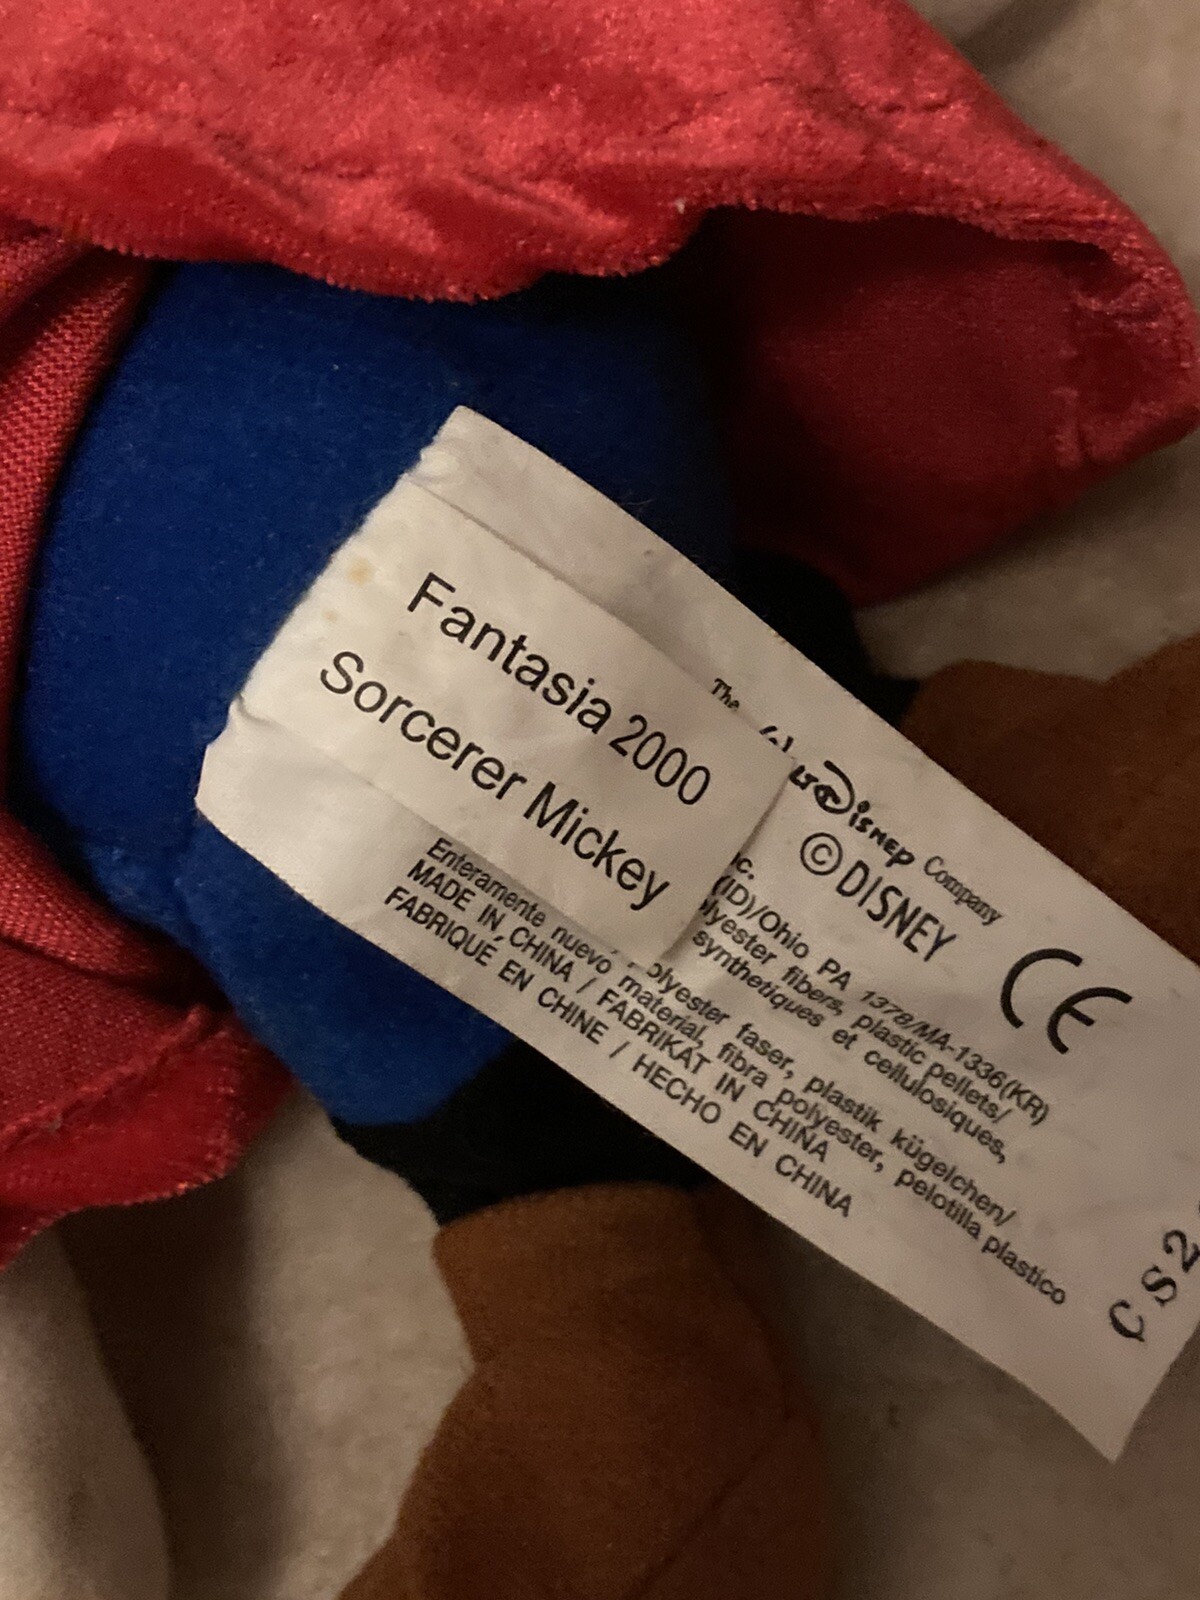 Fantasia 2000
Sorcerer Mickey
The Walt Disney Company
© DISNEY
CE
(ID)/Ohio PA 1378/MA-1336(KR)
fibers, plastic pellets/
synthetiques et cellulosiques,
faser, plastik kügelchen/
Enteramente nuevo material, fibra polyester, pelotilla plastico
MADE IN CHINA / FABRIKAT IN CHINA
FABRIQUÉ EN CHINE / HECHO EN CHINA
CS2